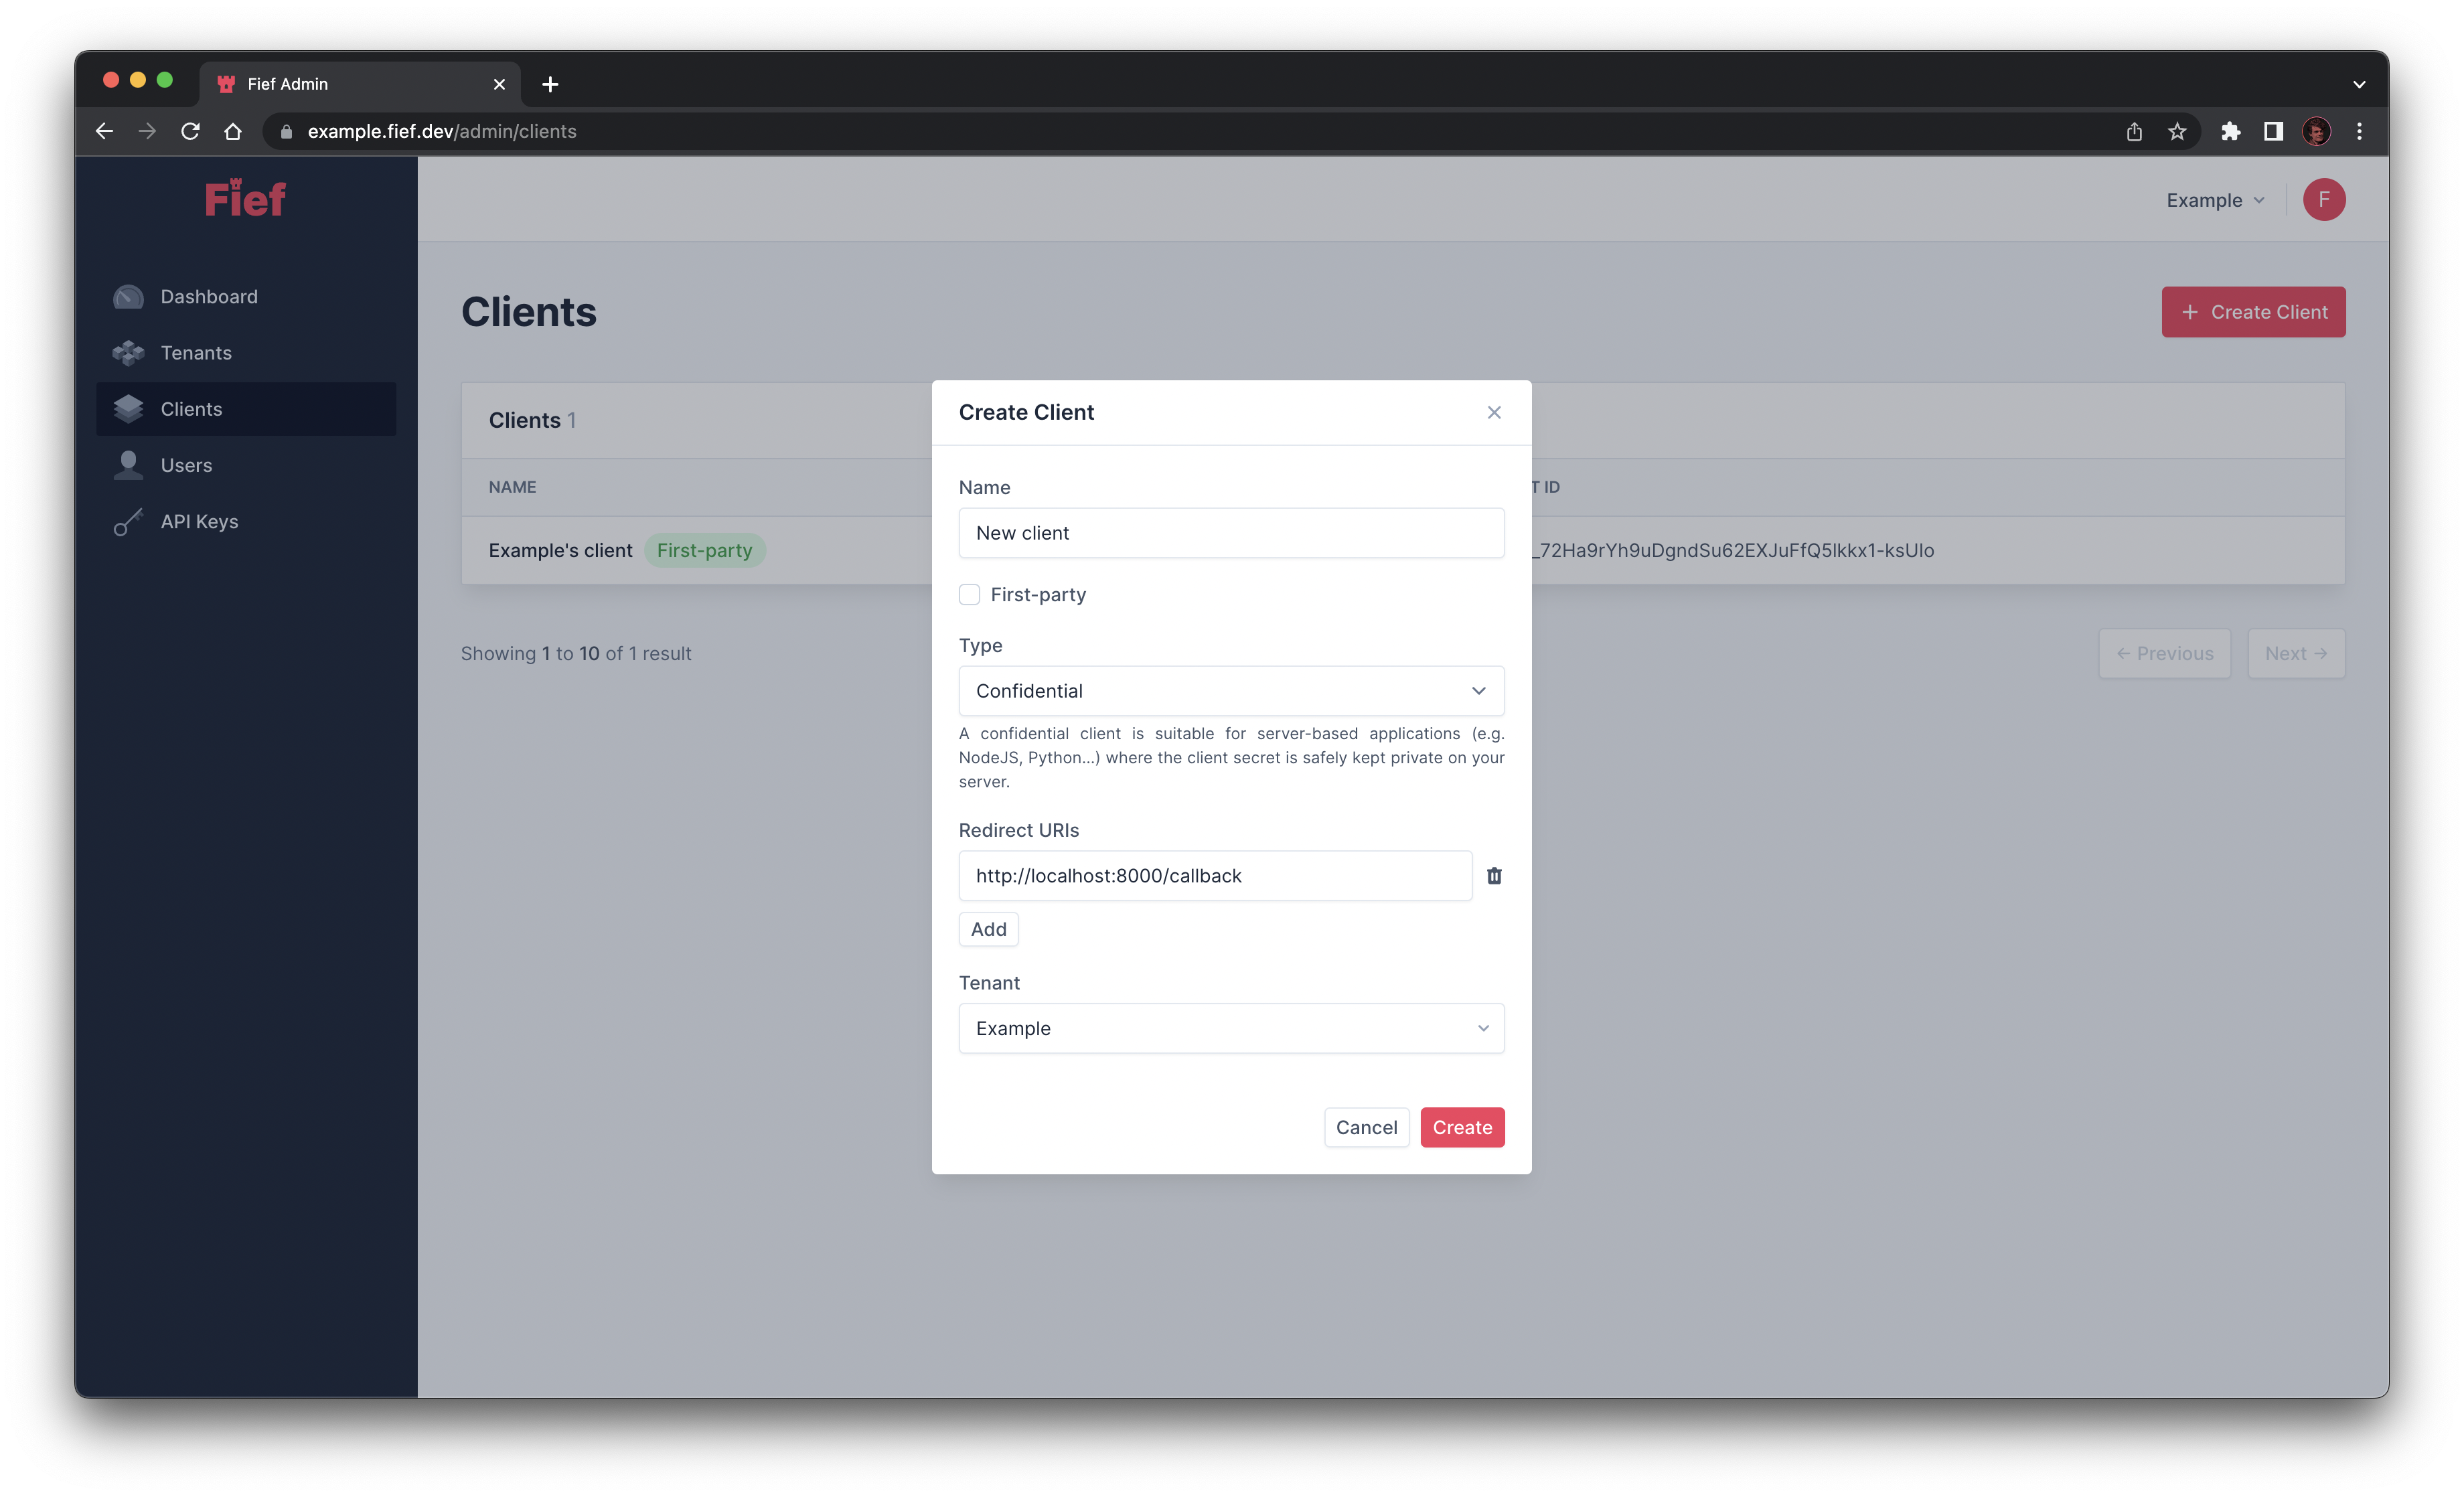 Fief Admin
example.fief.dev/admin/clients
Fief
Example
F
Dashboard
Tenants
Clients
Users
API Keys
Clients
Create Client
Clients 1
NAME
T ID
Example's client First-party
_72Ha9rYh9uDgndSu62EXJuFfQ5lkkx1-ksUlo
Showing 1 to 10 of 1 result
← Previous
Next →
Create Client
Name
New client
First-party
Type
Confidential
A confidential client is suitable for server-based applications (e.g.
NodeJS, Python...) where the client secret is safely kept private on your
server.
Redirect URIs
http://localhost:8000/callback
Add
Tenant
Example
Cancel
Create